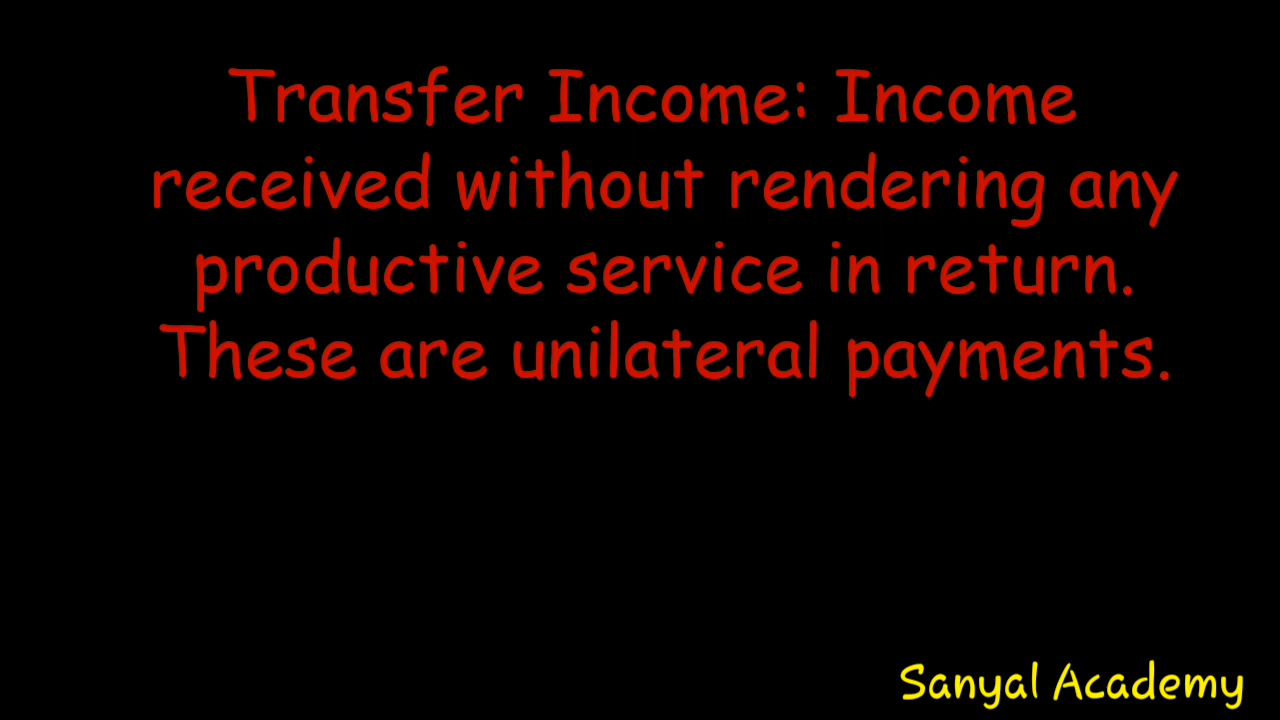 Transfer Income: Income
received without rendering any
productive service in return.
These are unilateral payments.
Sanyal Academy